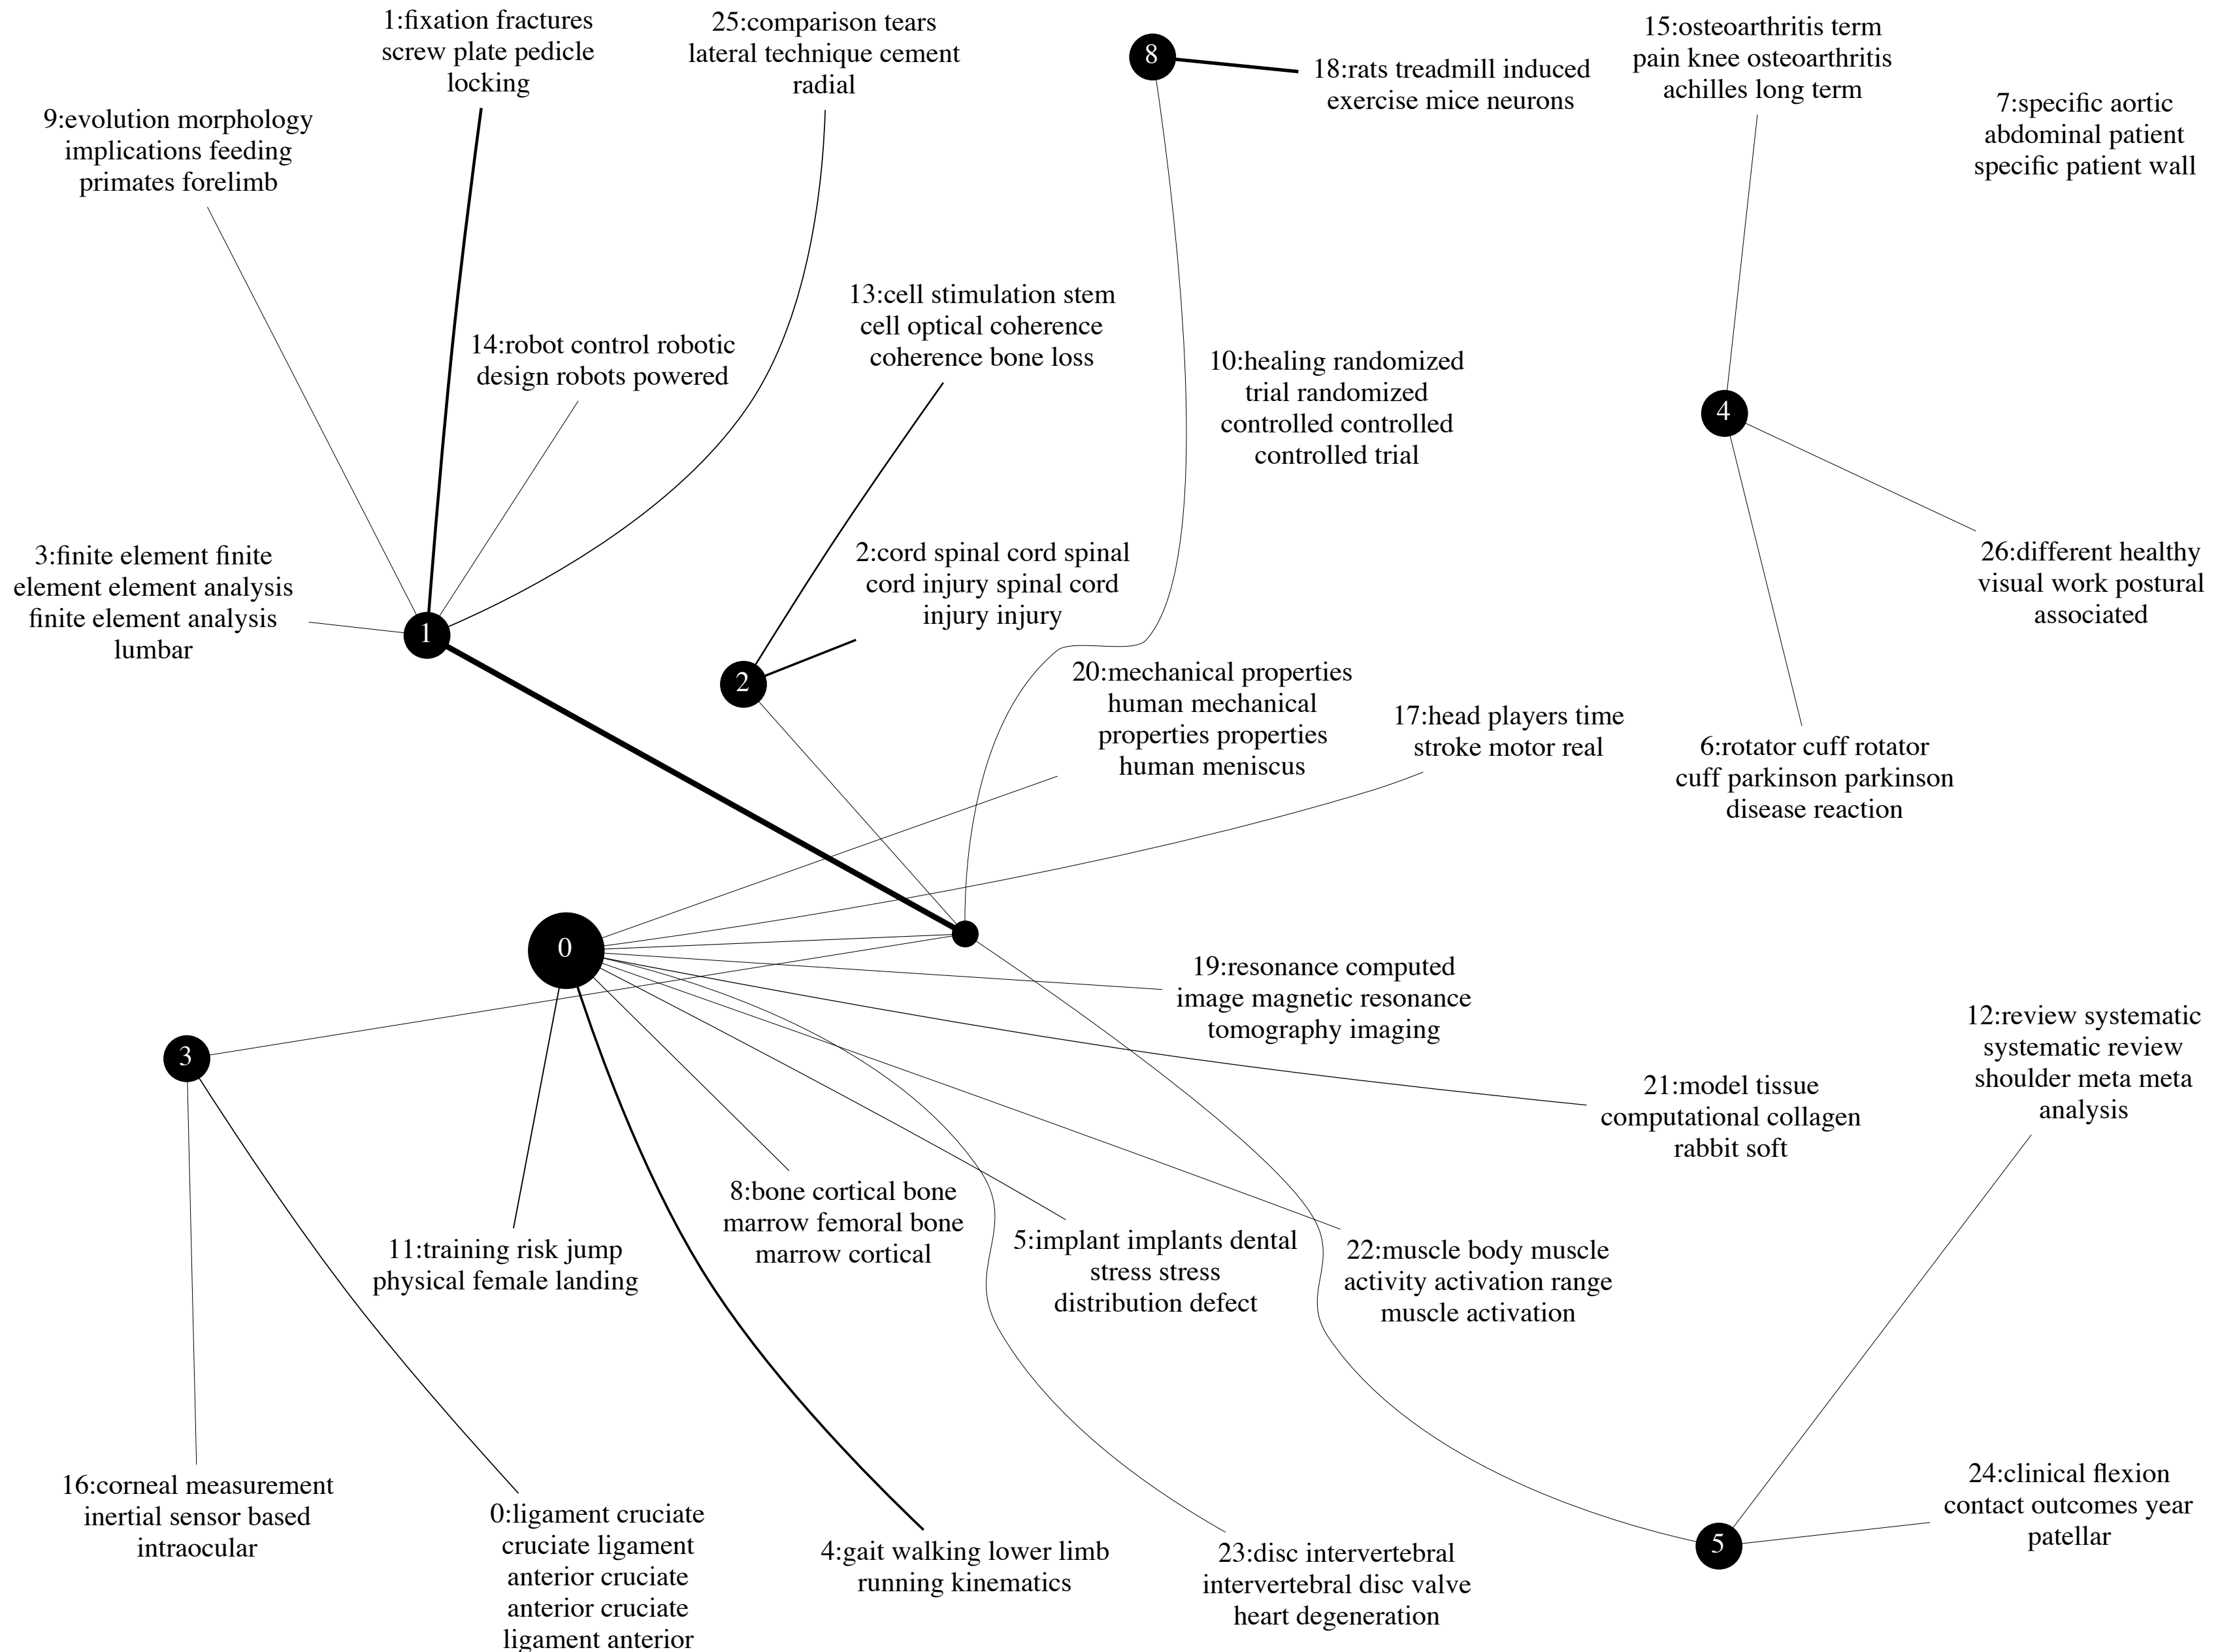 1:fixation fractures
screw plate pedicle
locking
25:comparison tears
lateral technique cement
radial
8
18:rats treadmill induced
exercise mice neurons
15:osteoarthritis term
pain knee osteoarthritis
achilles long term
7:specific aortic
abdominal patient
specific patient wall
9:evolution morphology
implications feeding
primates forelimb
14:robot control robotic
design robots powered
13:cell stimulation stem
cell optical coherence
coherence bone loss
10:healing randomized
trial randomized
controlled controlled
controlled trial
4
3:finite element finite
element element analysis
finite element analysis
lumbar
1
2:cord spinal cord spinal
cord injury spinal cord
injury injury
2
26:different healthy
visual work postural
associated
20:mechanical properties
human mechanical
properties properties
human meniscus
17:head players time
stroke motor real
6:rotator cuff rotator
cuff parkinson parkinson
disease reaction
0
19:resonance computed
image magnetic resonance
tomography imaging
3
12:review systematic
systematic review
shoulder meta meta
analysis
21:model tissue
computational collagen
rabbit soft
11:training risk jump
physical female landing
8:bone cortical bone
marrow femoral bone
marrow cortical
5:implant implants dental
stress stress
distribution defect
22:muscle body muscle
activity activation range
muscle activation
16:corneal measurement
inertial sensor based
intraocular
0:ligament cruciate
cruciate ligament
anterior cruciate
anterior cruciate
ligament anterior
4:gait walking lower limb
running kinematics
23:disc intervertebral
intervertebral disc valve
heart degeneration
5
24:clinical flexion
contact outcomes year
patellar